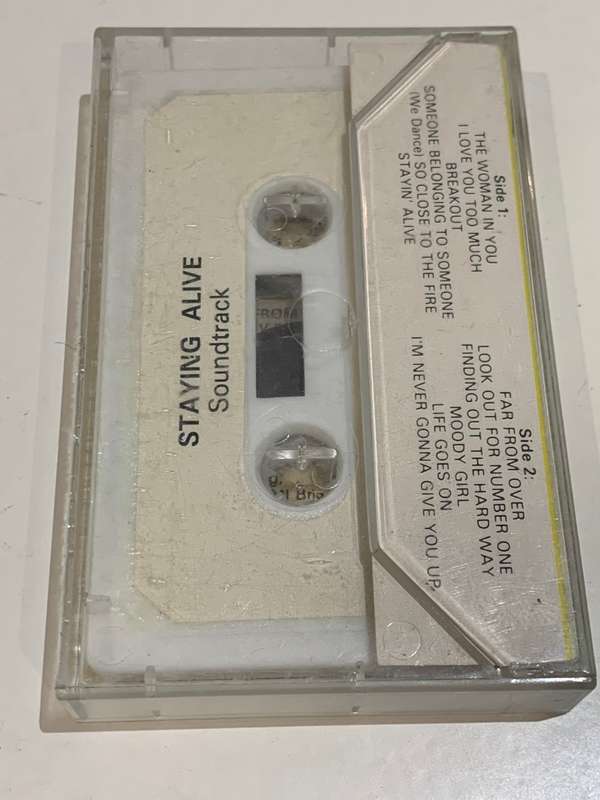 Side 1:
THE WOMAN IN YOU
I LOVE YOU TOO MUCH
BREAKOUT
SOMEONE BELONGING TO SOMEONE
(We Dance) SO CLOSE TO THE FIRE
STAYIN' ALIVE
Side 2:
FAR FROM OVER
LOOK OUT FOR NUMBER ONE
FINDING OUT THE HARD WAY
MOODY GIRL
LIFE GOES ON
I'M NEVER GONNA GIVE YOU UP
STAYING ALIVE
Soundtrack
FROM